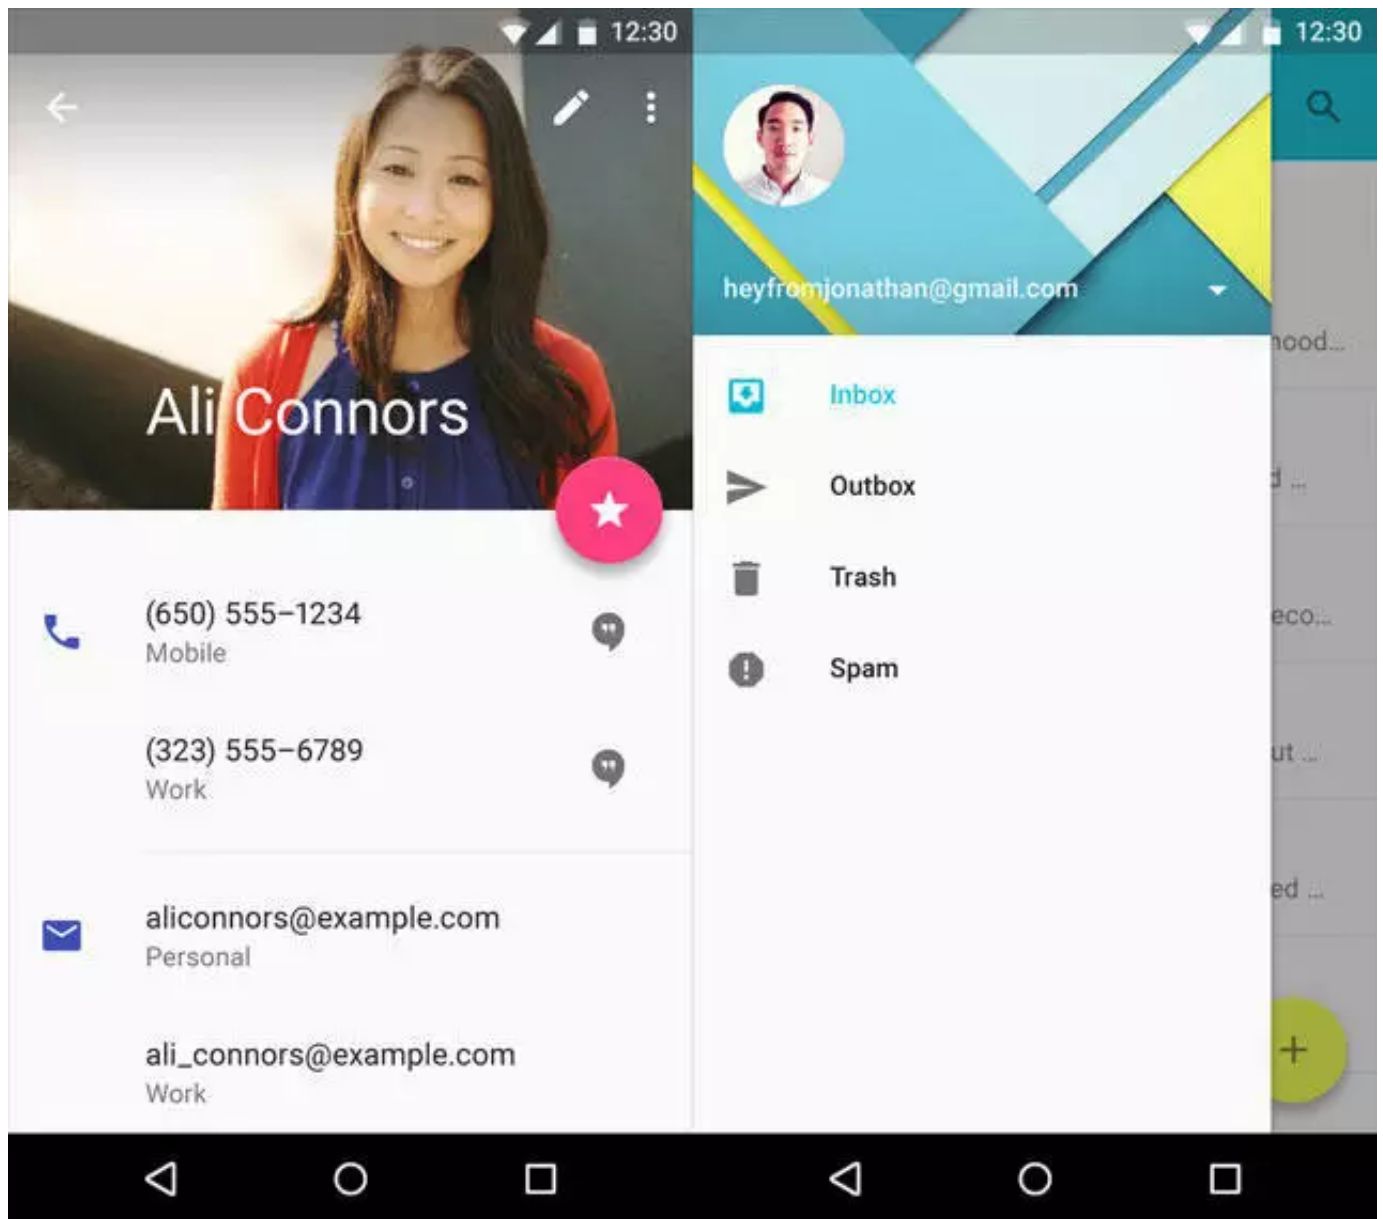 12:30
Ali Connors
(650) 555–1234
Mobile
(323) 555–6789
Work
aliconnors@example.com
Personal
ali_connors@example.com
Work
12:30
heyfromjonathan@gmail.com
Inbox
Outbox
Trash
Spam